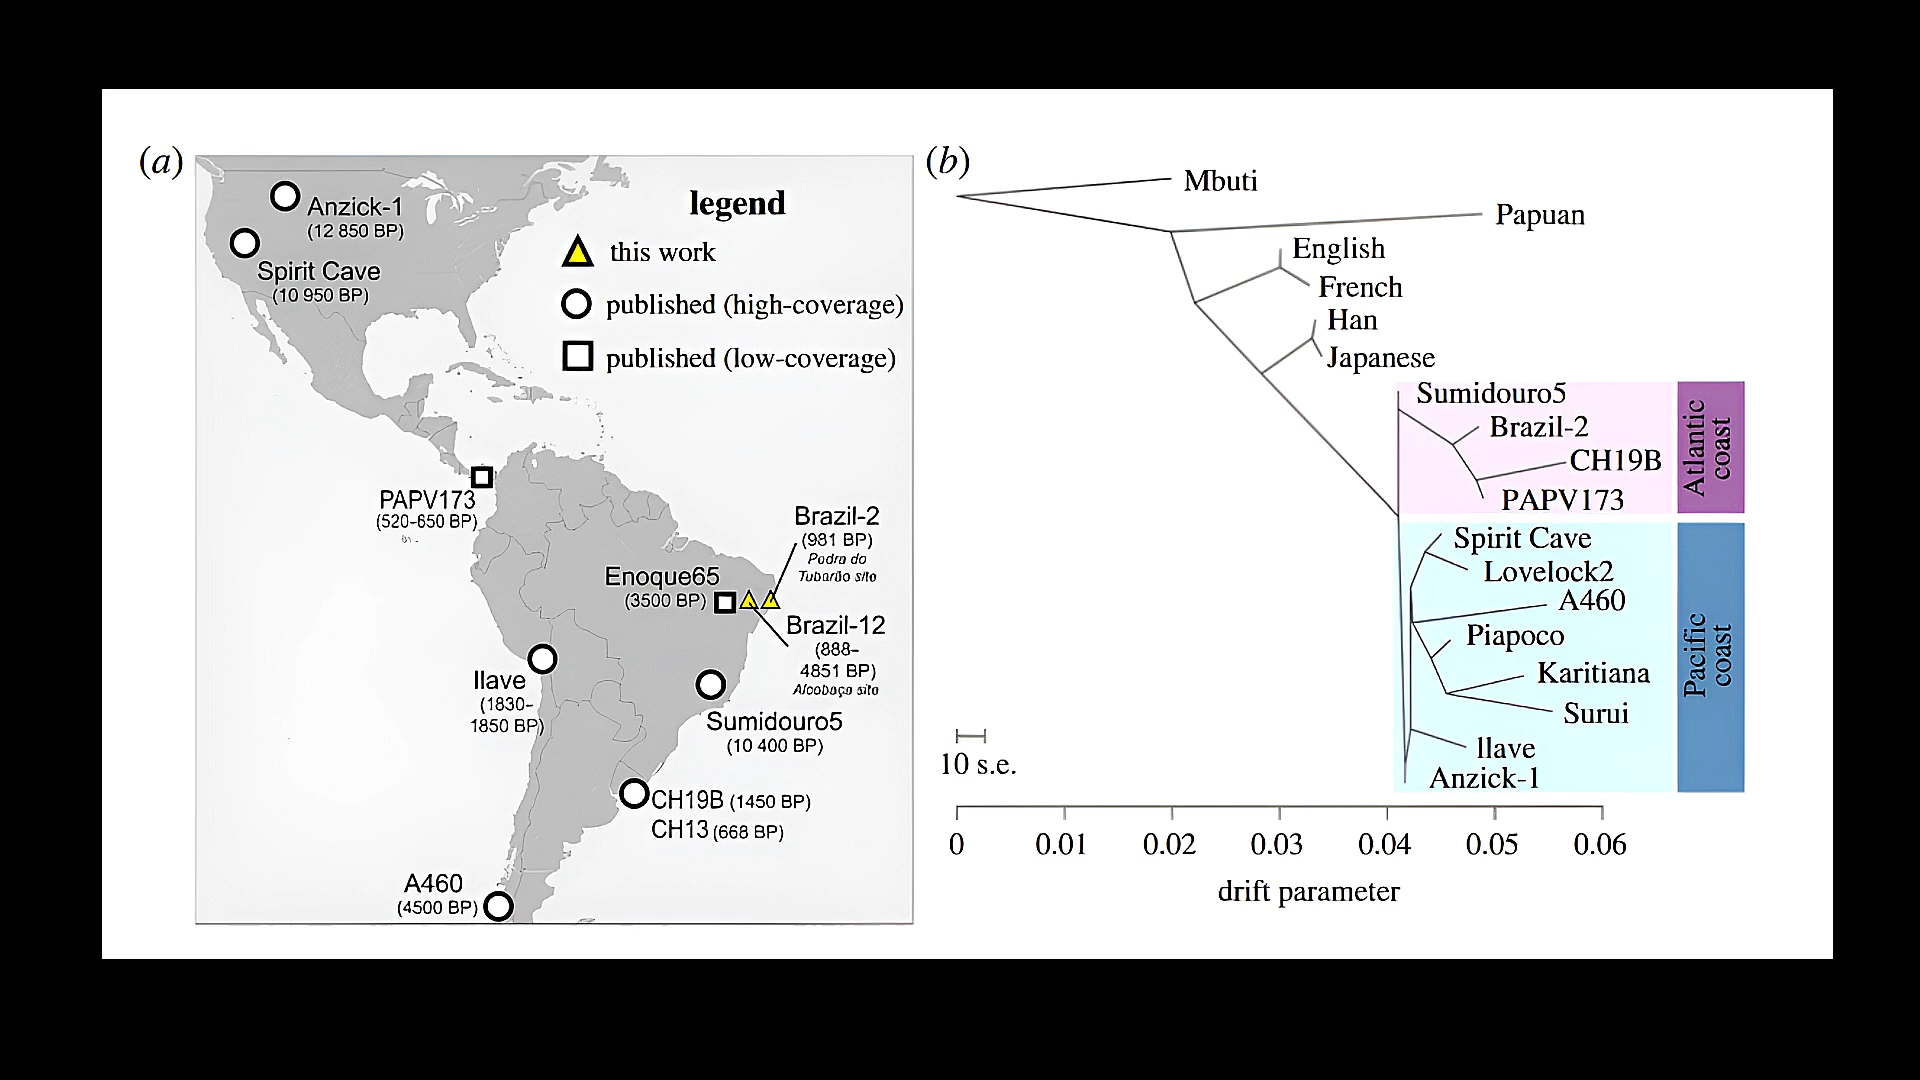 (a)
Anzick-1
(12 850 BP)
Spirit Cave
(10 950 BP)
legend
this work
published (high-coverage)
published (low-coverage)
PAPV173
(520-650 BP)
Brazil-2
(981 BP)
Pedra do
Tubarão site
Enoque65
(3500 BP)
Brazil-12
(888-
4851 BP)
Alcobaça site
Ilave
(1830-
1850 BP)
Sumidouro5
(10 400 BP)
CH19B (1450 BP)
CH13 (668 BP)
A460
(4500 BP)
(b)
Mbuti
Papuan
English
French
Han
Japanese
Sumidouro5
Brazil-2
CH19B
PAPV173
Atlantic
coast
Spirit Cave
Lovelock2
A460
Piapoco
Karitiana
Surui
Ilave
Anzick-1
Pacific
coast
10 s.e.
0 0.01 0.02 0.03 0.04 0.05 0.06
drift parameter